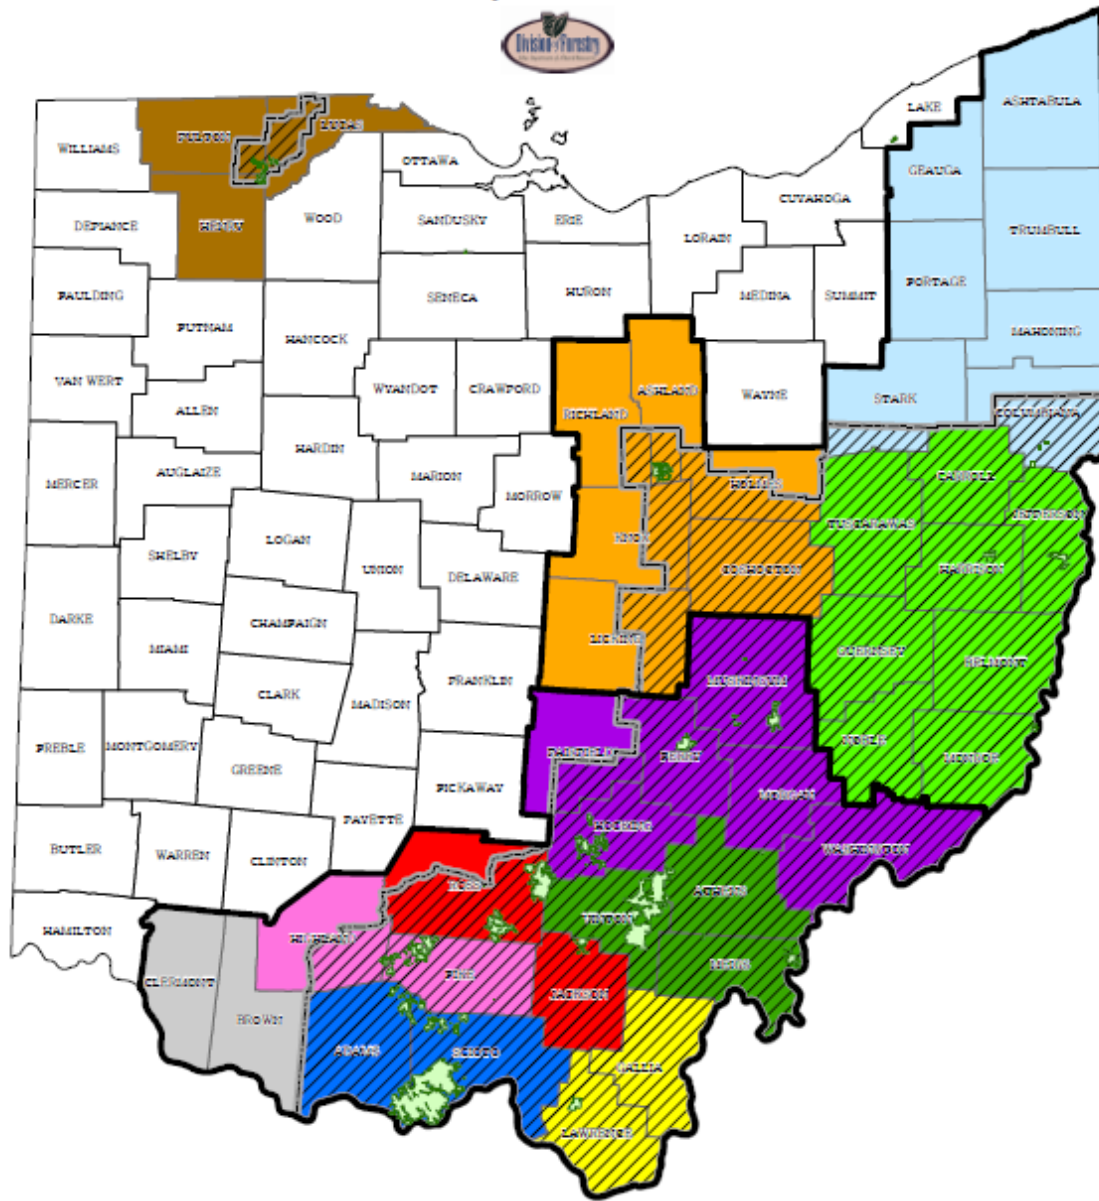 Division of Forestry
LAKE
ASHTABULA
FULTON
LUCAS
WILLIAMS
OTTAWA
GEAUGA
CUYAHOGA
DEFIANCE
HENRY
WOOD
SANDUSKY
ERIE
LORAIN
TRUMBULL
PAULDING
SENECA
HURON
MEDINA
SUMMIT
PORTAGE
PUTNAM
HANCOCK
MAHONING
VAN WERT
WYANDOT
CRAWFORD
ASHLAND
WAYNE
STARK
ALLEN
RICHLAND
COLUMBIANA
HARDIN
MERCER
AUGLAIZE
MARION
MORROW
HOLMES
CARROLL
TUSCARAWAS
JEFFERSON
LOGAN
KNOX
SHELBY
UNION
DELAWARE
COSHOCTON
HARRISON
DARKE
CHAMPAIGN
MIAMI
LICKING
GUERNSEY
BELMONT
CLARK
FRANKLIN
MUSKINGUM
MADISON
PREBLE
MONTGOMERY
FAIRFIELD
PERRY
NOBLE
MONROE
GREENE
PICKAWAY
MORGAN
FAYETTE
HOCKING
BUTLER
WARREN
CLINTON
WASHINGTON
ROSS
ATHENS
VINTON
HAMILTON
HIGHLAND
CLERMONT
PIKE
MEIGS
JACKSON
BROWN
ADAMS
SCIOTO
GALLIA
LAWRENCE